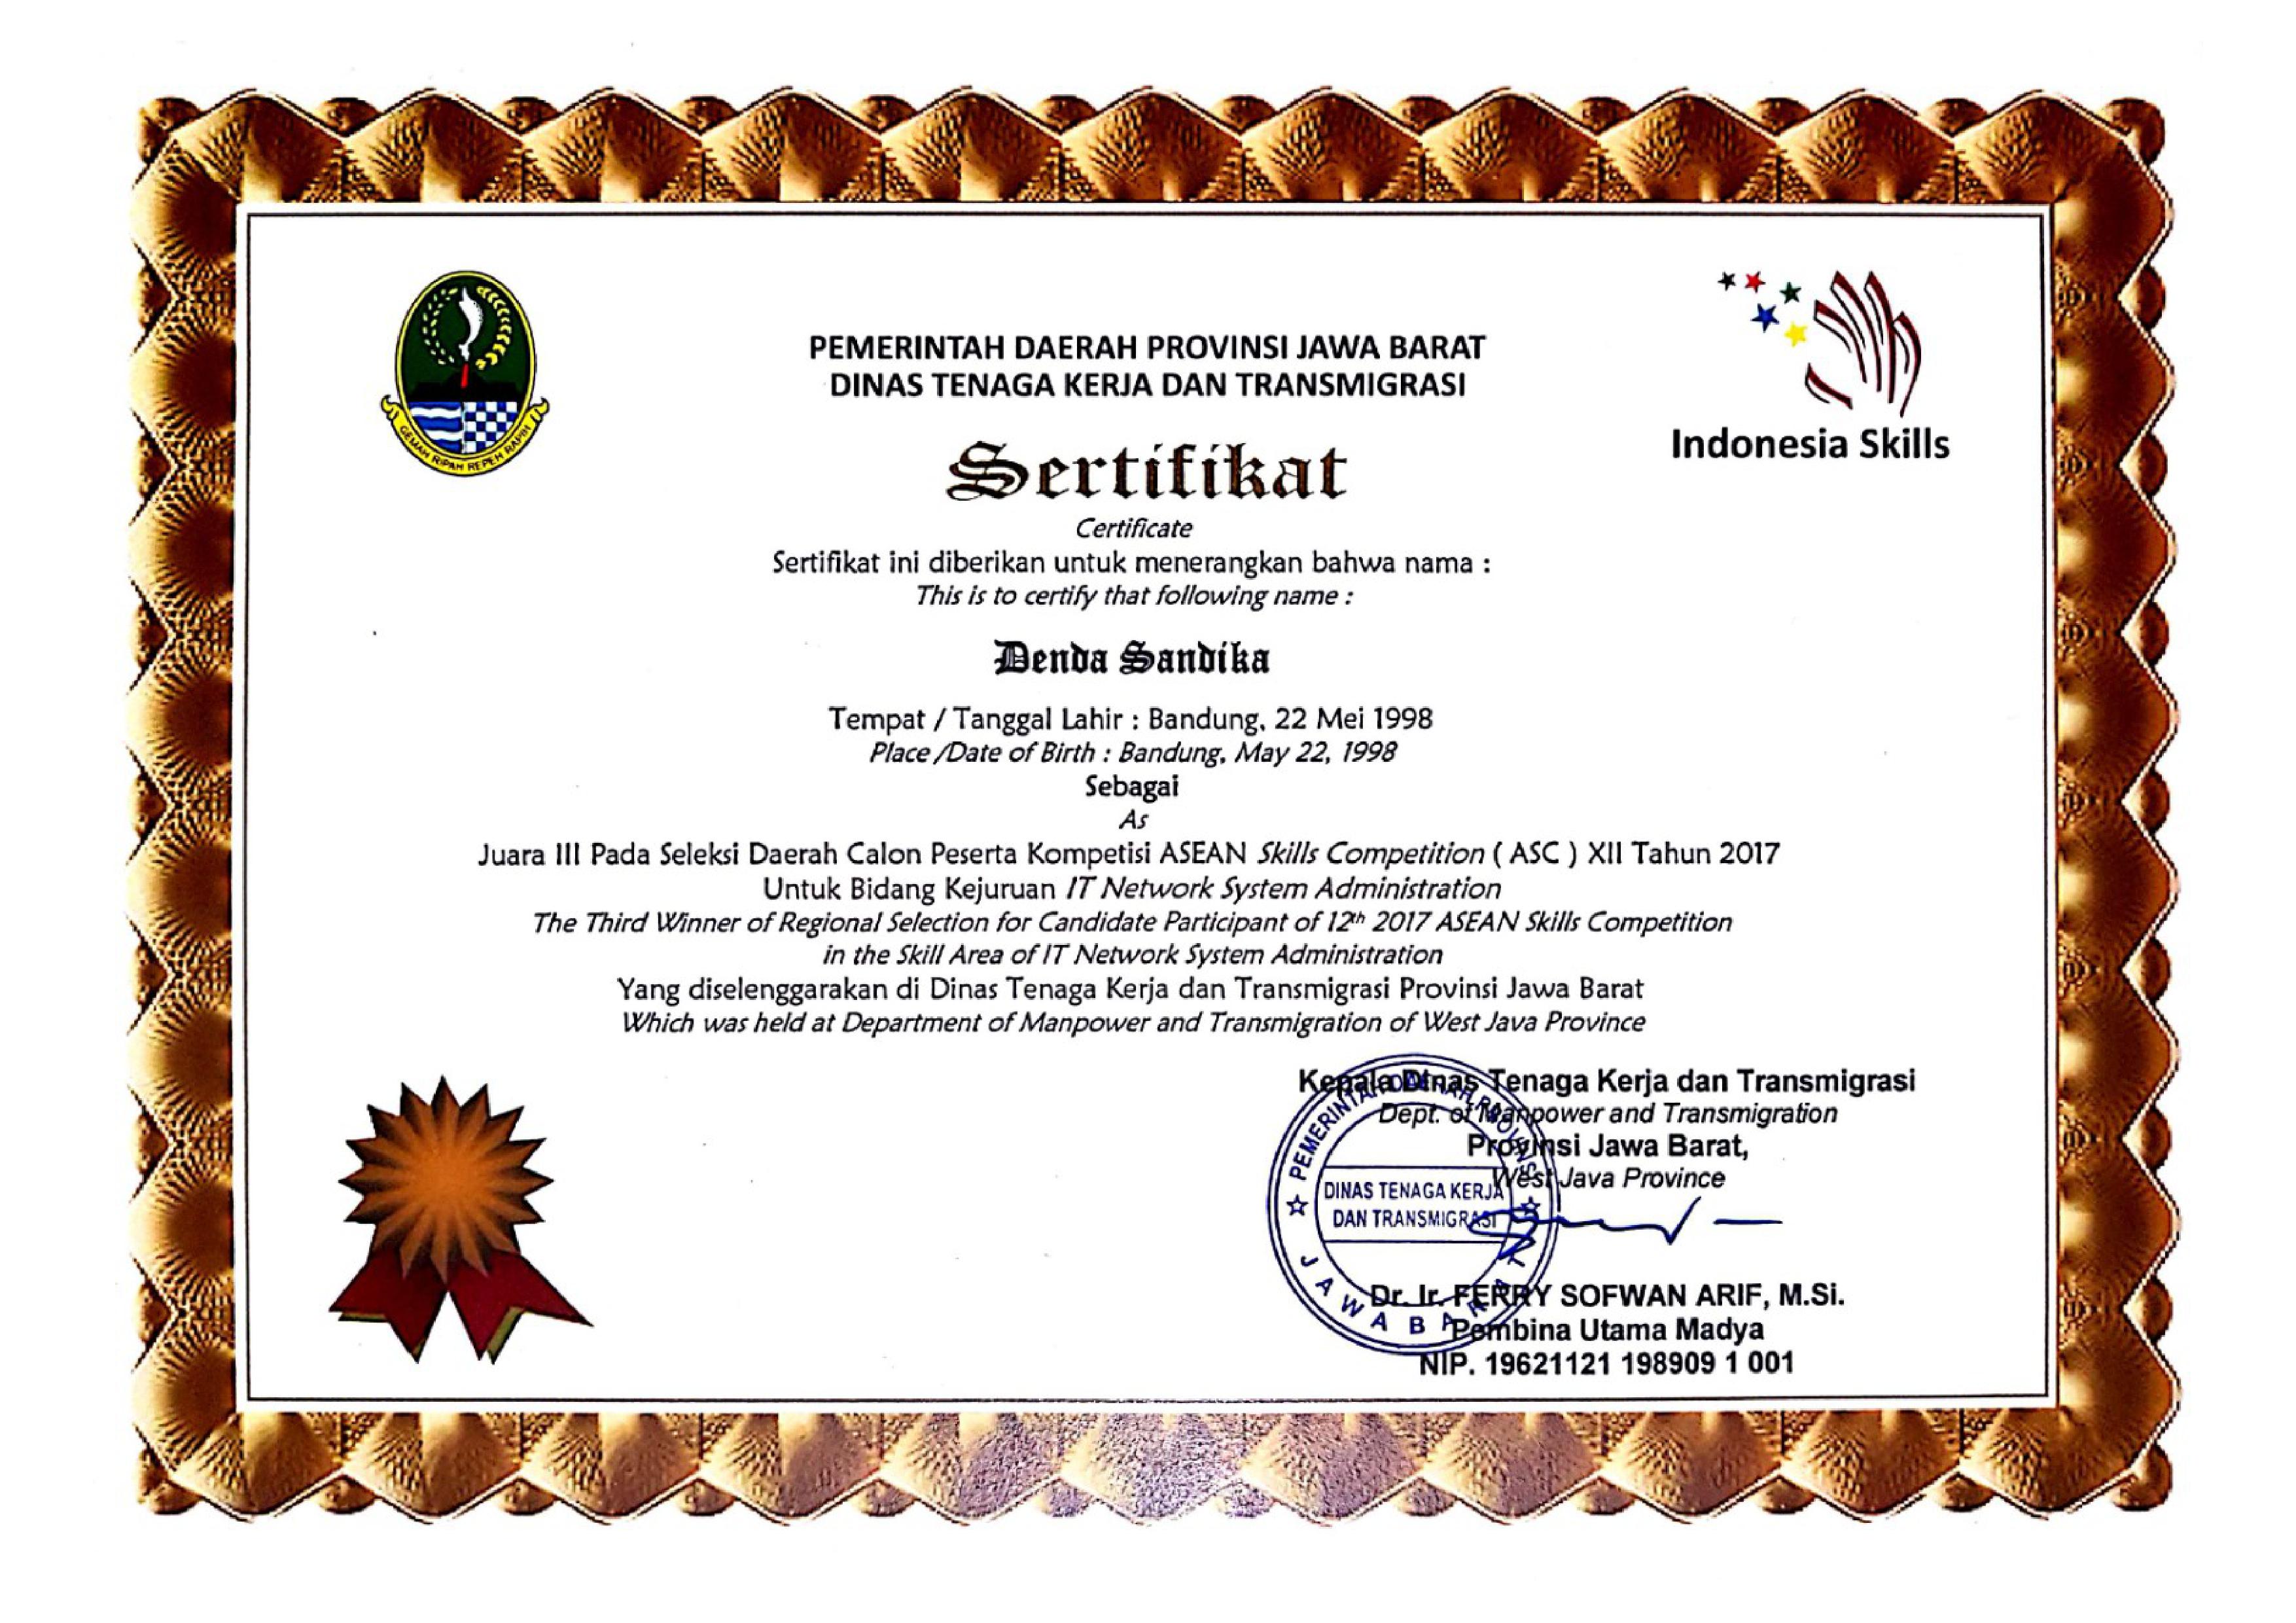 GEMAH RIPAH REPEH RAPIH
PEMERINTAH DAERAH PROVINSI JAWA BARAT
DINAS TENAGA KERJA DAN TRANSMIGRASI
Indonesia Skills
Sertifikat
Certificate
Sertifikat ini diberikan untuk menerangkan bahwa nama :
This is to certify that following name :
Denda Sandika
Tempat / Tanggal Lahir : Bandung, 22 Mei 1998
Place /Date of Birth : Bandung, May 22, 1998
Sebagai
As
Juara III Pada Seleksi Daerah Calon Peserta Kompetisi ASEAN Skills Competition ( ASC ) XII Tahun 2017
Untuk Bidang Kejuruan IT Network System Administration
The Third Winner of Regional Selection for Candidate Participant of 12th 2017 ASEAN Skills Competition
in the Skill Area of IT Network System Administration
Yang diselenggarakan di Dinas Tenaga Kerja dan Transmigrasi Provinsi Jawa Barat
Which was held at Department of Manpower and Transmigration of West Java Province
Kepala Dinas Tenaga Kerja dan Transmigrasi
Dept. of Manpower and Transmigration
Provinsi Jawa Barat,
West Java Province
PEMERINTAH DAERAH PROVINSI
DINAS TENAGA KERJA
DAN TRANSMIGRASI
JAWA BARAT
Dr. Ir. FERRY SOFWAN ARIF, M.Si.
Pembina Utama Madya
NIP. 19621121 198909 1 001